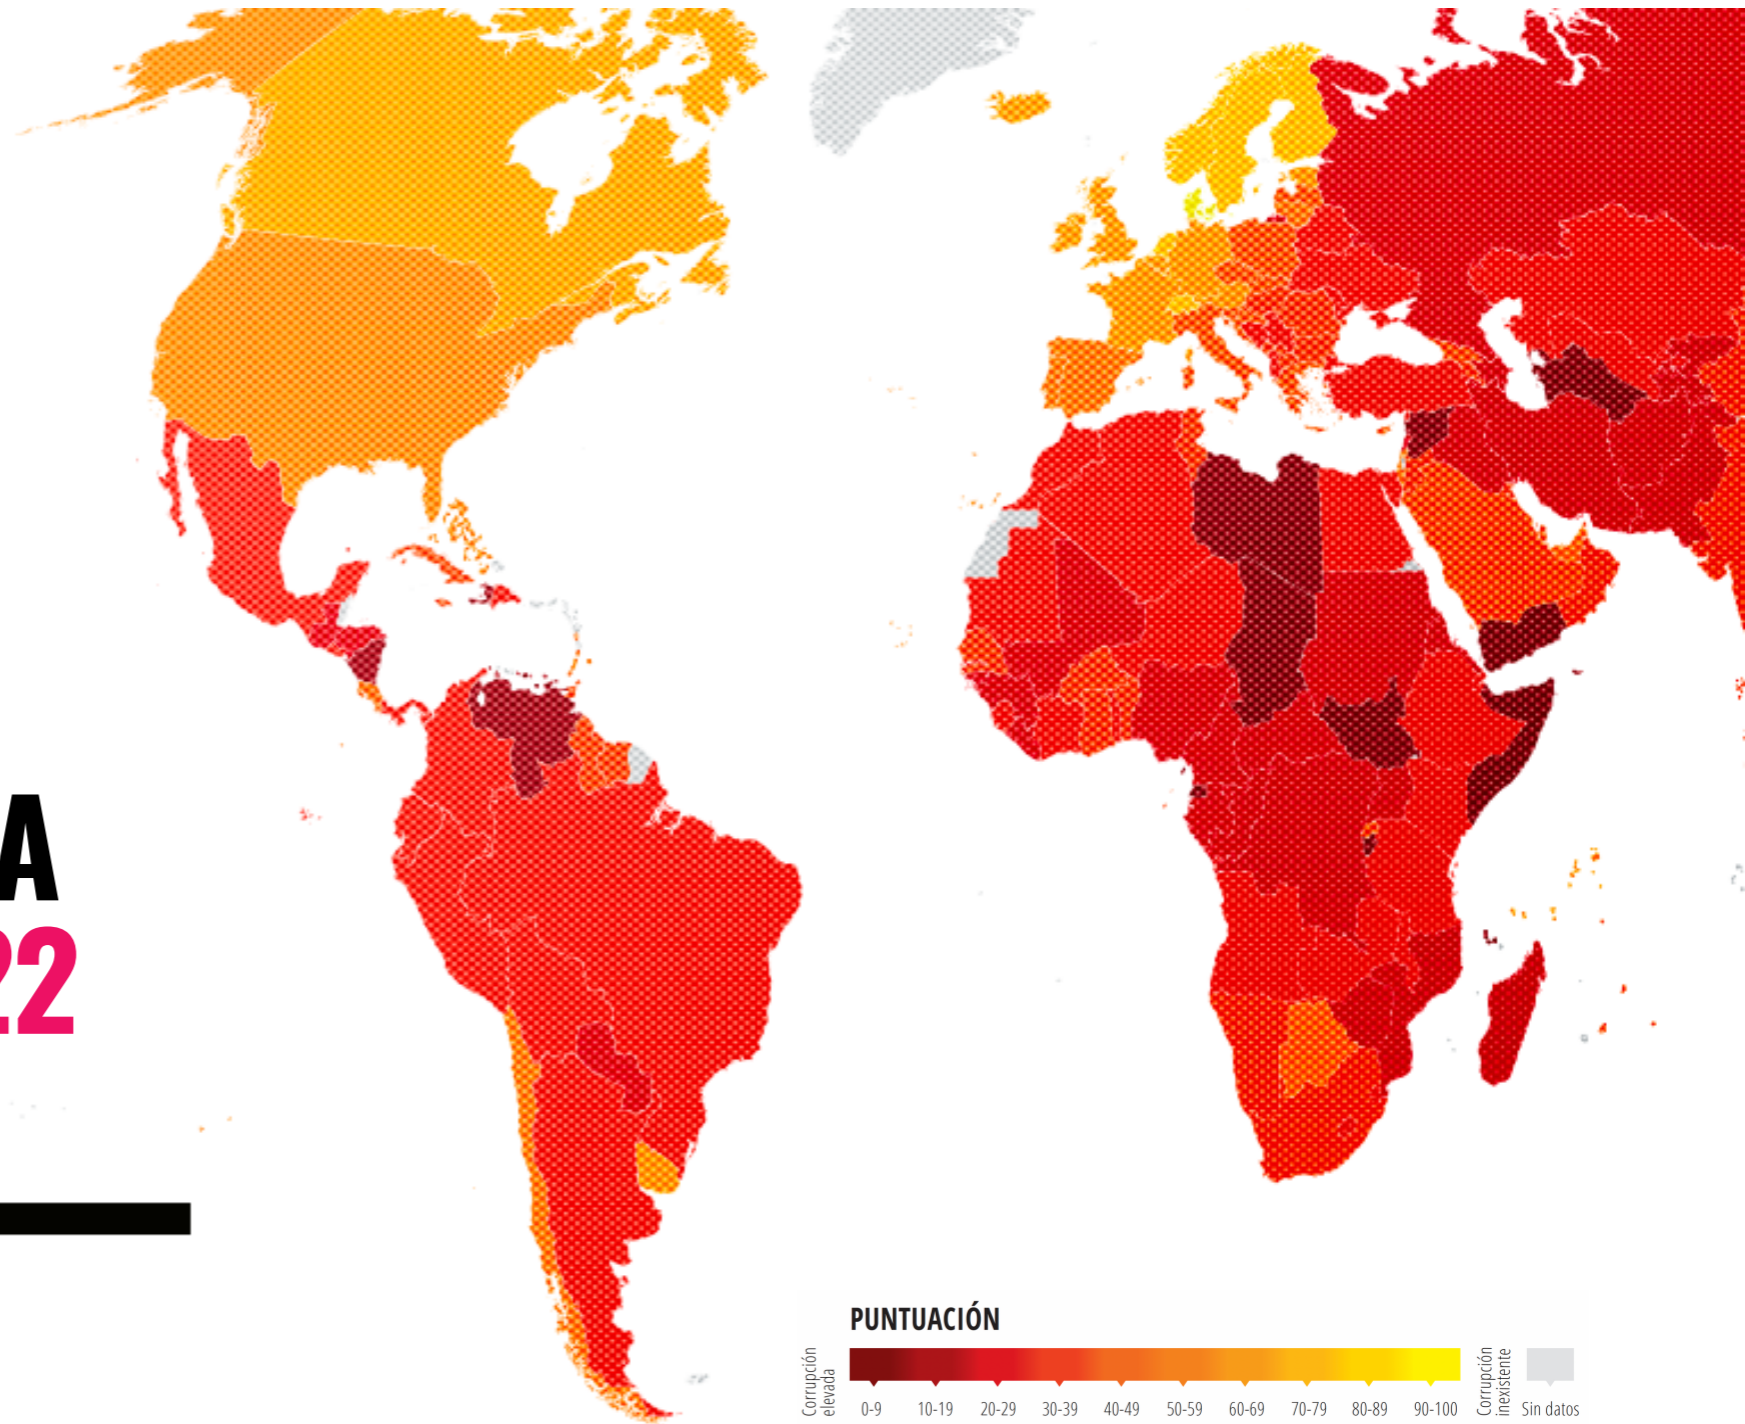 A
22
PUNTUACIÓN
Corrupción
elevada
0-9 10-19 20-29 30-39 40-49 50-59 60-69 70-79 80-89 90-100
Corrupción
inexistente
Sin datos